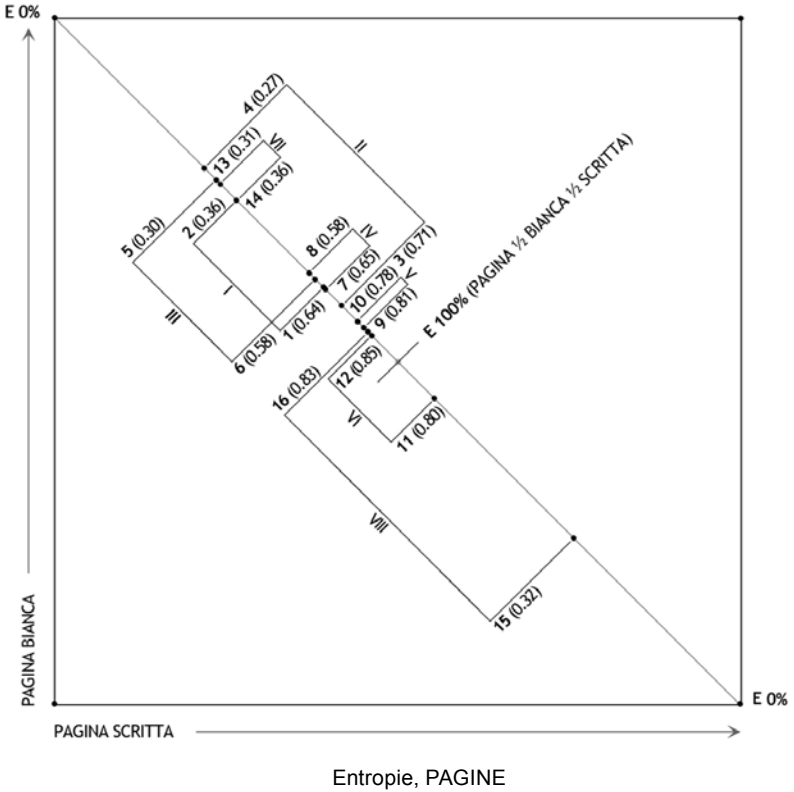 E 0%
4 (0.27)
II
13 (0.31)
VII
14 (0.36)
2 (0.36)
5 (0.30)
I
III
8 (0.58)
IV
7 (0.65)
3 (0.71)
10 (0.78)
V
9 (0.81)
1 (0.64)
6 (0.58)
E 100% (PAGINA ½ BIANCA ½ SCRITTA)
12 (0.85)
16 (0.83)
VI
11 (0.80)
VIII
15 (0.32)
PAGINA BIANCA
E 0%
PAGINA SCRITTA
Entropie, PAGINE